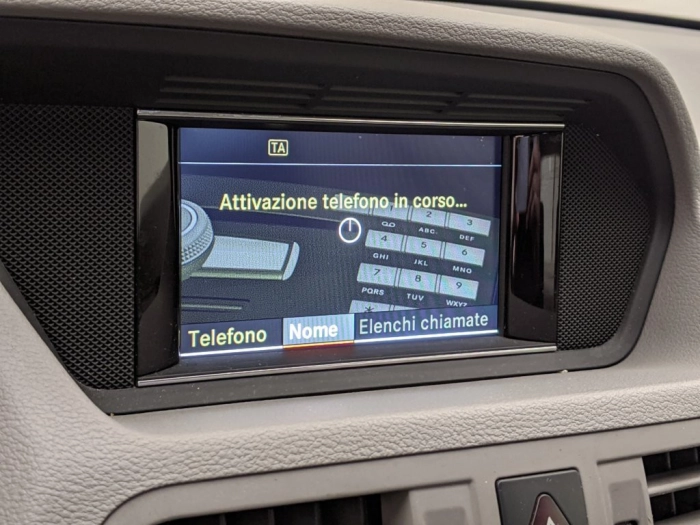 TA
Attivazione telefono in corso...
2 3
ABC DEF
4 5 6
GHI JKL MNO
7 8 9
PQRS TUV WXYZ
*
Telefono Nome Elenchi chiamate